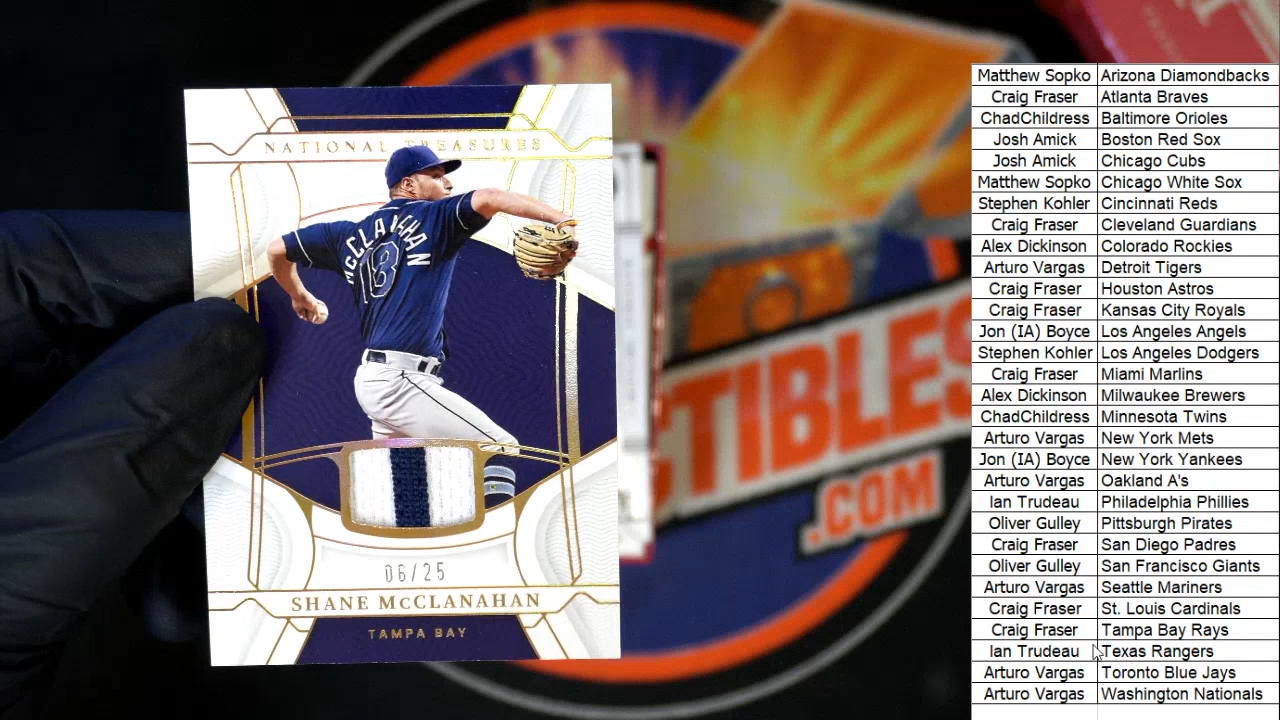 NATIONAL TREASURES
McCLANAHAN
18
06/25
SHANE McCLANAHAN
TAMPA BAY
CTIBLES
.COM
Matthew Sopko Arizona Diamondbacks
Craig Fraser Atlanta Braves
ChadChildress Baltimore Orioles
Josh Amick Boston Red Sox
Josh Amick Chicago Cubs
Matthew Sopko Chicago White Sox
Stephen Kohler Cincinnati Reds
Craig Fraser Cleveland Guardians
Alex Dickinson Colorado Rockies
Arturo Vargas Detroit Tigers
Craig Fraser Houston Astros
Craig Fraser Kansas City Royals
Jon (IA) Boyce Los Angeles Angels
Stephen Kohler Los Angeles Dodgers
Craig Fraser Miami Marlins
Alex Dickinson Milwaukee Brewers
ChadChildress Minnesota Twins
Arturo Vargas New York Mets
Jon (IA) Boyce New York Yankees
Arturo Vargas Oakland A's
Ian Trudeau Philadelphia Phillies
Oliver Gulley Pittsburgh Pirates
Craig Fraser San Diego Padres
Oliver Gulley San Francisco Giants
Arturo Vargas Seattle Mariners
Craig Fraser St. Louis Cardinals
Craig Fraser Tampa Bay Rays
Ian Trudeau Texas Rangers
Arturo Vargas Toronto Blue Jays
Arturo Vargas Washington Nationals